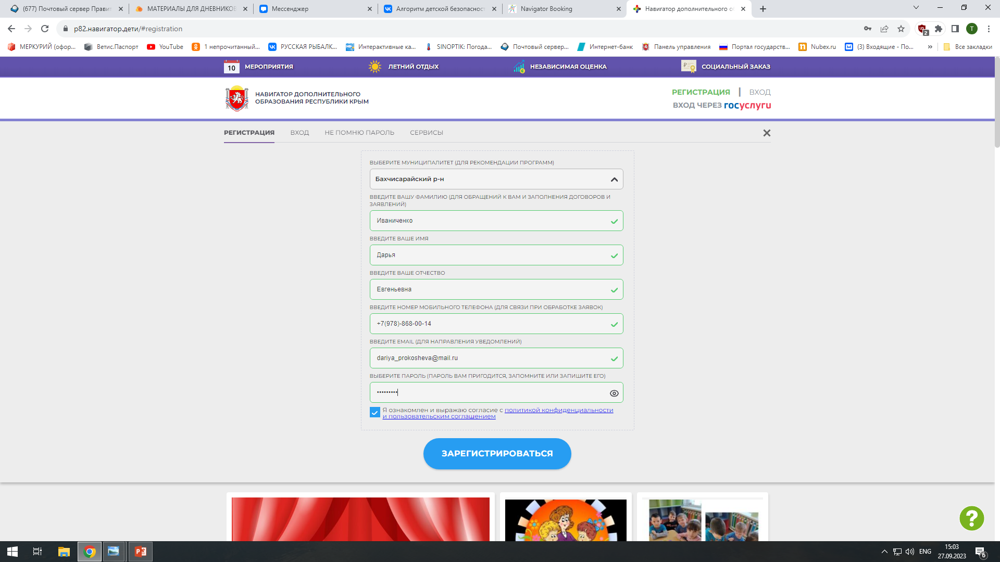 (677) Почтовый сервер Правит
МАТЕРИАЛЫ ДЛЯ ДНЕВНИКОВ
Мессенджер
Алгоритм детской безопасност
Navigator Booking
Навигатор дополнительного об
р82.навигатор.дети/#registration
2
T
МЕРКУРИЙ (офор...
Ветис.Паспорт
YouTube
1 непрочитанный...
РУССКАЯ РЫБАЛК...
Интерактивные ка...
SINOPTIK: Погода...
Почтовый сервер...
Интернет-банк
Панель управления
Портал государств...
Nubex.ru
(3) Входящие - По...
»
Все закладки
10 МЕРОПРИЯТИЯ
ЛЕТНИЙ ОТДЫХ
НЕЗАВИСИМАЯ ОЦЕНКА
СОЦИАЛЬНЫЙ ЗАКАЗ
НАВИГАТОР ДОПОЛНИТЕЛЬНОГО
ОБРАЗОВАНИЯ РЕСПУБЛИКИ КРЫМ
РЕГИСТРАЦИЯ | ВХОД
ВХОД ЧЕРЕЗ госуслуги
РЕГИСТРАЦИЯ
ВХОД
НЕ ПОМНЮ ПАРОЛЬ
СЕРВИСЫ
ВЫБЕРИТЕ МУНИЦИПАЛИТЕТ (ДЛЯ РЕКОМЕНДАЦИИ ПРОГРАММ)
Бахчисарайский р-н
ВВЕДИТЕ ВАШУ ФАМИЛИЮ (ДЛЯ ОБРАЩЕНИЙ К ВАМ И ЗАПОЛНЕНИЯ ДОГОВОРОВ И
ЗАЯВЛЕНИЙ)
Иваниченко
ВВЕДИТЕ ВАШЕ ИМЯ
Дарья
ВВЕДИТЕ ВАШЕ ОТЧЕСТВО
Евгеньевна
ВВЕДИТЕ НОМЕР МОБИЛЬНОГО ТЕЛЕФОНА (ДЛЯ СВЯЗИ ПРИ ОБРАБОТКЕ ЗАЯВОК)
+7(978)-868-00-14
ВВЕДИТЕ EMAIL (ДЛЯ НАПРАВЛЕНИЯ УВЕДОМЛЕНИЙ)
dariya_prokosheva@mail.ru
ВЫБЕРИТЕ ПАРОЛЬ (ПАРОЛЬ ВАМ ПРИГОДИТСЯ, ЗАПОМНИТЕ ИЛИ ЗАПИШИТЕ ЕГО)
•••••••••
Я ознакомлен и выражаю согласие с политикой конфиденциальности
и пользовательским соглашением
ЗАРЕГИСТРИРОВАТЬСЯ
?
ENG
15:03
27.09.2023
6